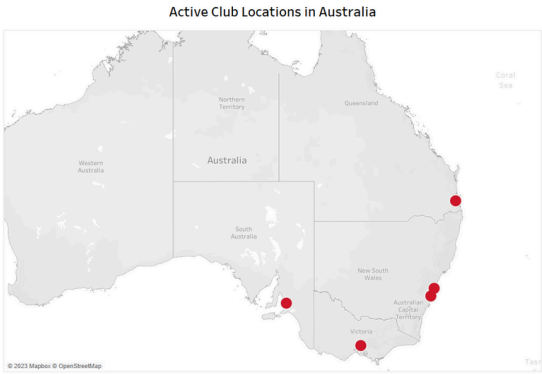 Active Club Locations in Australia
Coral
Sea
Northern
Territory
Queensland
Western
Australia
Australia
South
Australia
New South
Wales
Australian
Capital
Territory
Victoria
© 2023 Mapbox © OpenStreetMap